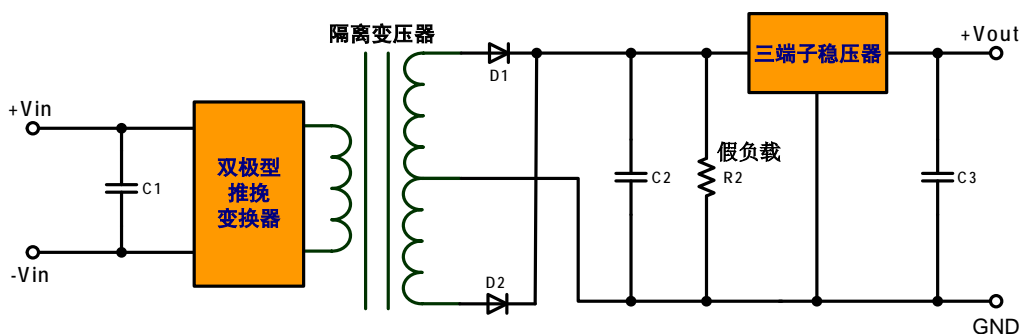 隔离变压器
+Vin
C1
-Vin
双极型
推挽
变换器
D1
D2
C2
假负载
R2
三端子稳压器
C3
+Vout
GND